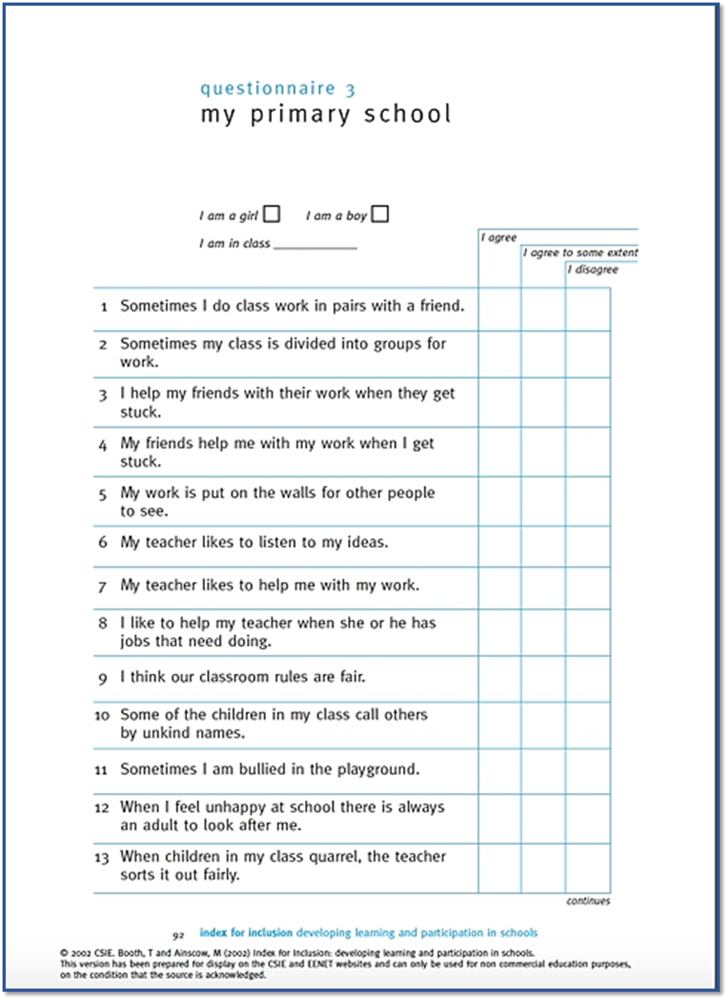 questionnaire 3
my primary school
I am a girl I am a boy
I am in class ____________
I agree
I agree to some extent
I disagree
1 Sometimes I do class work in pairs with a friend.
2 Sometimes my class is divided into groups for
work.
3 I help my friends with their work when they get
stuck.
4 My friends help me with my work when I get
stuck.
5 My work is put on the walls for other people
to see.
6 My teacher likes to listen to my ideas.
7 My teacher likes to help me with my work.
8 I like to help my teacher when she or he has
jobs that need doing.
9 I think our classroom rules are fair.
10 Some of the children in my class call others
by unkind names.
11 Sometimes I am bullied in the playground.
12 When I feel unhappy at school there is always
an adult to look after me.
13 When children in my class quarrel, the teacher
sorts it out fairly.
continues
92 index for inclusion developing learning and participation in schools
© 2002 CSIE. Booth, T and Ainscow, M (2002) Index for Inclusion: developing learning and participation in schools.
This version has been prepared for display on the CSIE and EENET websites and can only be used for non commercial education purposes,
on the condition that the source is acknowledged.